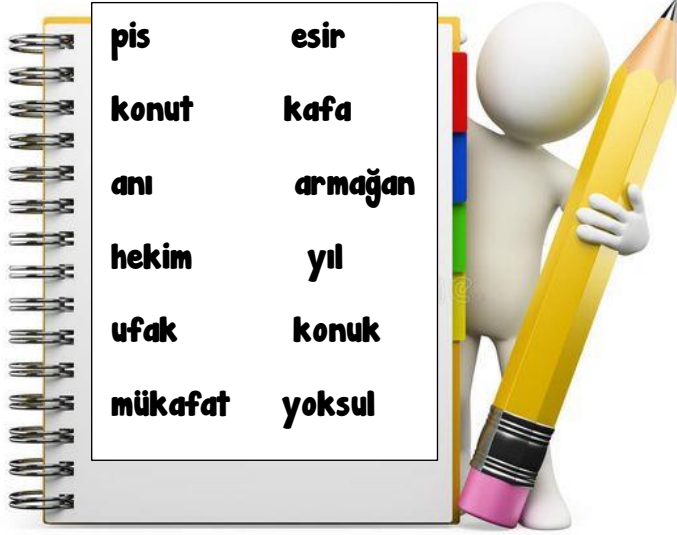 pis esir
konut kafa
anı armağan
hekim yıl
ufak konuk
mükafat yoksul